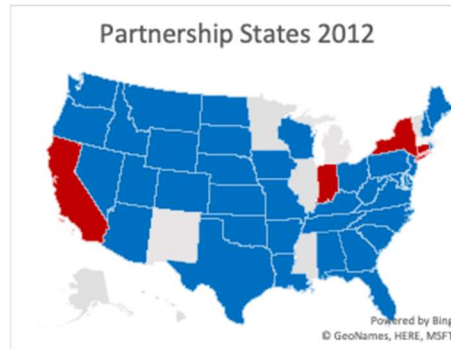 Partnership States 2012
Powered by Bing
© GeoNames, HERE, MSFT